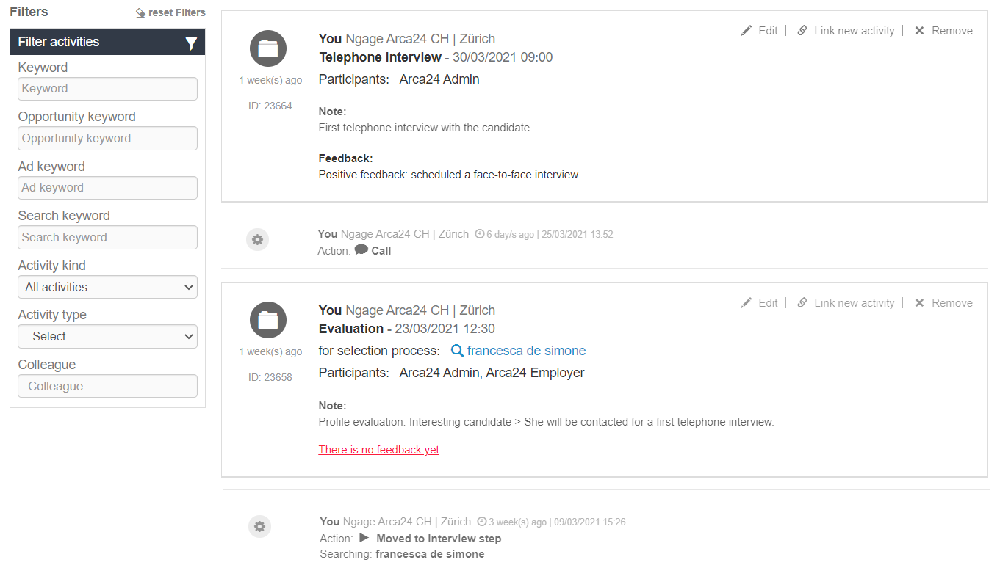 Filters
reset Filters
Filter activities
Keyword
Keyword
Opportunity keyword
Opportunity keyword
Ad keyword
Ad keyword
Search keyword
Search keyword
Activity kind
All activities
Activity type
- Select -
Colleague
Colleague
Edit | Link new activity | Remove
You Ngage Arca24 CH | Zürich
Telephone interview - 30/03/2021 09:00
1 week(s) ago
Participants: Arca24 Admin
ID: 23664
Note:
First telephone interview with the candidate.
Feedback:
Positive feedback: scheduled a face-to-face interview.
You Ngage Arca24 CH | Zürich 6 day/s ago | 25/03/2021 13:52
Action: Call
Edit | Link new activity | Remove
You Ngage Arca24 CH | Zürich
Evaluation - 23/03/2021 12:30
1 week(s) ago
for selection process: francesca de simone
ID: 23658
Participants: Arca24 Admin, Arca24 Employer
Note:
Profile evaluation: Interesting candidate > She will be contacted for a first telephone interview.
There is no feedback yet
You Ngage Arca24 CH | Zürich 3 week(s) ago | 09/03/2021 15:26
Action: Moved to Interview step
Searching: francesca de simone